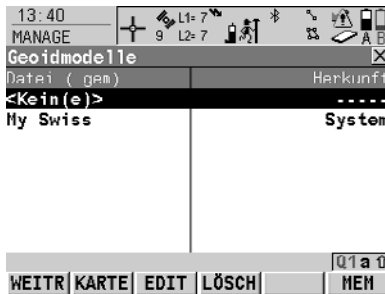 13:40
MANAGE
9
L1= 7
L2= 7
A B
Geoidmodelle
Datei ( gem) Herkunft
<Kein(e)> -----
My Swiss System
Q1 a
WEITR KARTE EDIT LÖSCH MEM